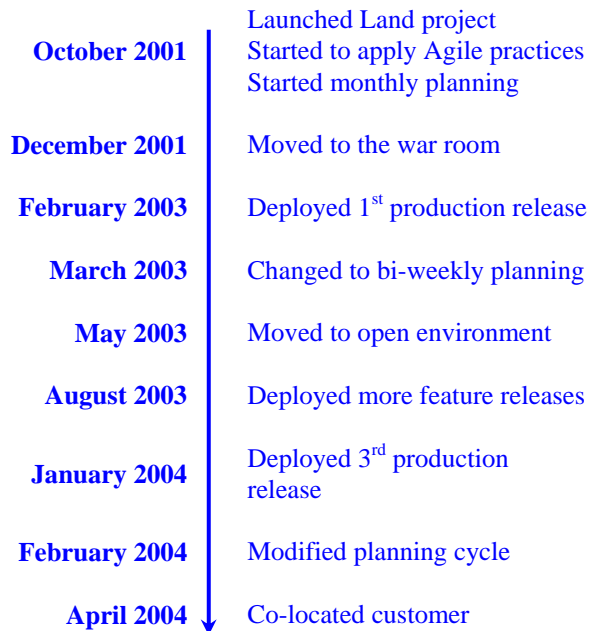 Launched Land project
October 2001 Started to apply Agile practices
Started monthly planning
December 2001 Moved to the war room
February 2003 Deployed 1st production release
March 2003 Changed to bi-weekly planning
May 2003 Moved to open environment
August 2003 Deployed more feature releases
January 2004 Deployed 3rd production
release
February 2004 Modified planning cycle
April 2004 Co-located customer